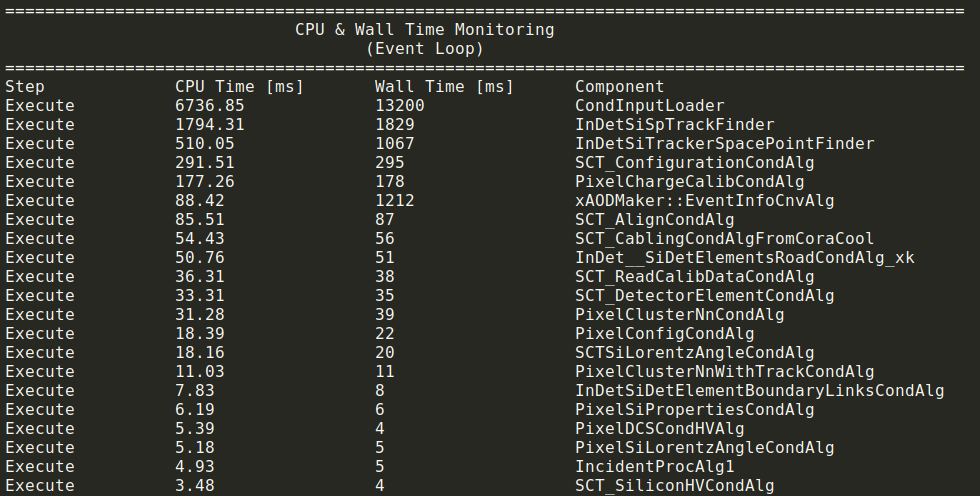 ================================================================================================
CPU & Wall Time Monitoring
(Event Loop)
================================================================================================
Step CPU Time [ms] Wall Time [ms] Component
Execute 6736.85 13200 CondInputLoader
Execute 1794.31 1829 InDetSiSpTrackFinder
Execute 510.05 1067 InDetSiTrackerSpacePointFinder
Execute 291.51 295 SCT_ConfigurationCondAlg
Execute 177.26 178 PixelChargeCalibCondAlg
Execute 88.42 1212 xAODMaker::EventInfoCnvAlg
Execute 85.51 87 SCT_AlignCondAlg
Execute 54.43 56 SCT_CablingCondAlgFromCoraCool
Execute 50.76 51 InDet__SiDetElementsRoadCondAlg_xk
Execute 36.31 38 SCT_ReadCalibDataCondAlg
Execute 33.31 35 SCT_DetectorElementCondAlg
Execute 31.28 39 PixelClusterNnCondAlg
Execute 18.39 22 PixelConfigCondAlg
Execute 18.16 20 SCTSiLorentzAngleCondAlg
Execute 11.03 11 PixelClusterNnWithTrackCondAlg
Execute 7.83 8 InDetSiDetElementBoundaryLinksCondAlg
Execute 6.19 6 PixelSiPropertiesCondAlg
Execute 5.39 4 PixelDCSCondHVAlg
Execute 5.18 5 PixelSiLorentzAngleCondAlg
Execute 4.93 5 IncidentProcAlg1
Execute 3.48 4 SCT_SiliconHVCondAlg